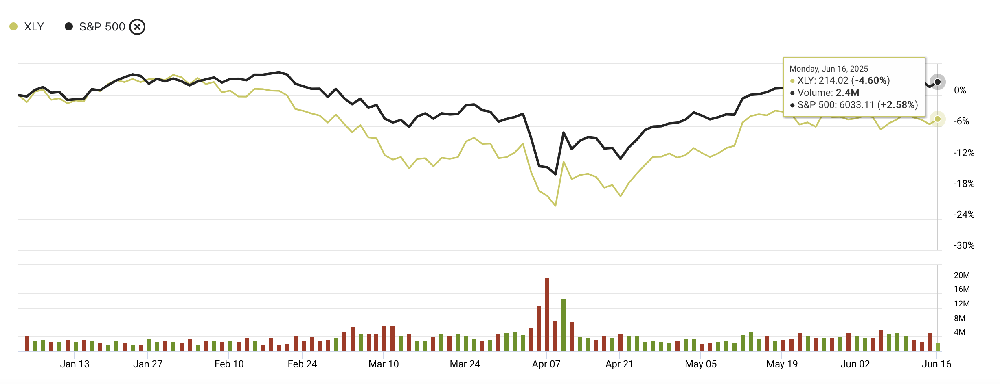 XLY S&P 500
Monday, Jun 16, 2025
XLY: 214.02 (-4.60%)
Volume: 2.4M
S&P 500: 6033.11 (+2.58%)
0%
-6%
-12%
-18%
-24%
-30%
20M
16M
12M
8M
4M
Jan 13 Jan 27 Feb 10 Feb 24 Mar 10 Mar 24 Apr 07 Apr 21 May 05 May 19 Jun 02 Jun 16